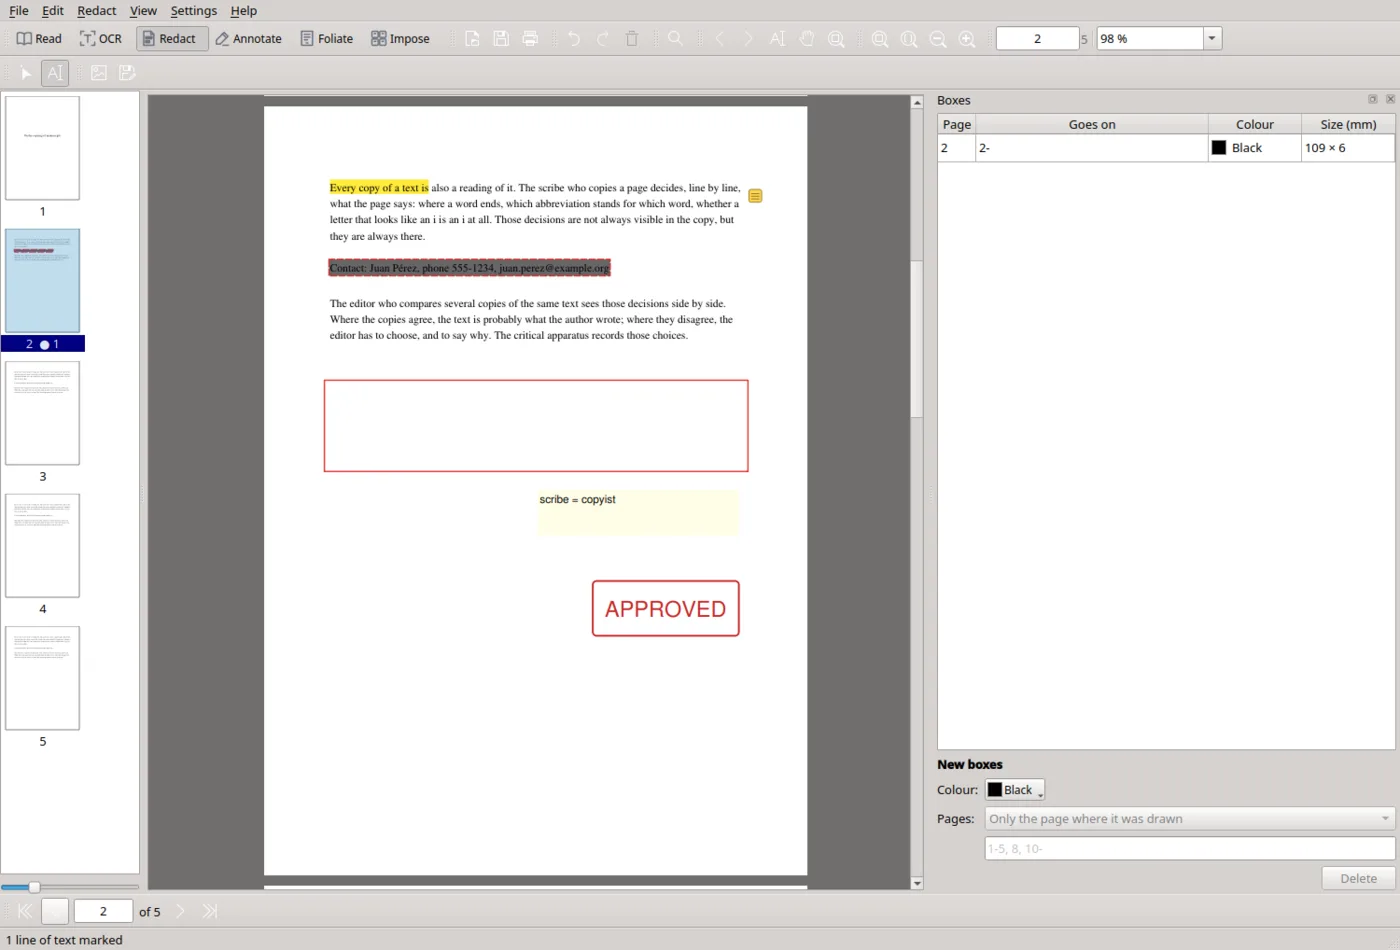 File Edit Redact View Settings Help
Read OCR Redact Annotate Foliate Impose 2 5 98 %
1
2 1
3
4
5
Every copy of a text is also a reading of it. The scribe who copies a page decides, line by line,
what the page says: where a word ends, which abbreviation stands for which word, whether a
letter that looks like an i is an i at all. Those decisions are not always visible in the copy, but
they are always there.
Contact: Juan Pérez, phone 555-1234, juan.perez@example.org
The editor who compares several copies of the same text sees those decisions side by side.
Where the copies agree, the text is probably what the author wrote; where they disagree, the
editor has to choose, and to say why. The critical apparatus records those choices.
scribe = copyist
APPROVED
Boxes
Page Goes on Colour Size (mm)
2 2- Black 109 × 6
New boxes
Colour: Black
Pages: Only the page where it was drawn
1-5, 8, 10-
Delete
2 of 5
1 line of text marked